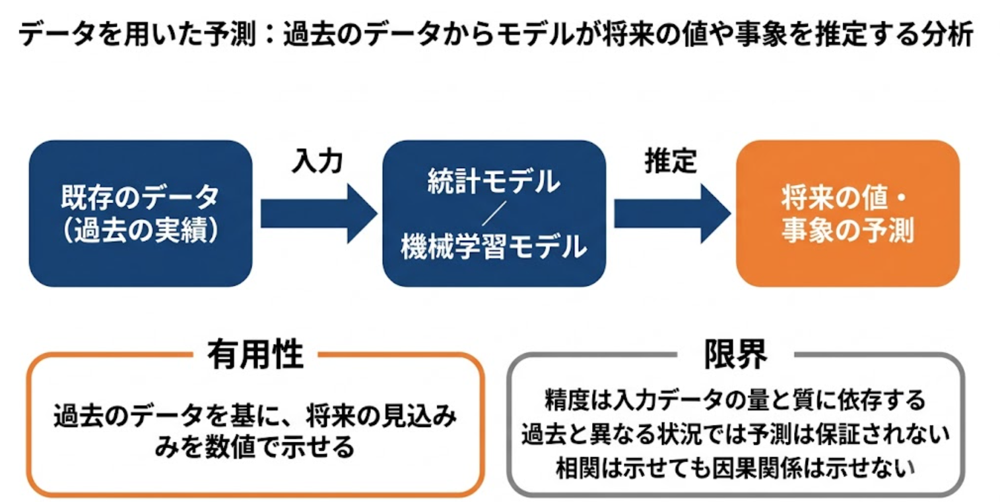 データを用いた予測：過去のデータからモデルが将来の値や事象を推定する分析
既存のデータ
（過去の実績）
入力
統計モデル
／
機械学習モデル
推定
将来の値・
事象の予測
有用性
過去のデータを基に、将来の見込み
みを数値で示せる
限界
精度は入力データの量と質に依存する
過去と異なる状況では予測は保証されない
相関は示せても因果関係は示せない